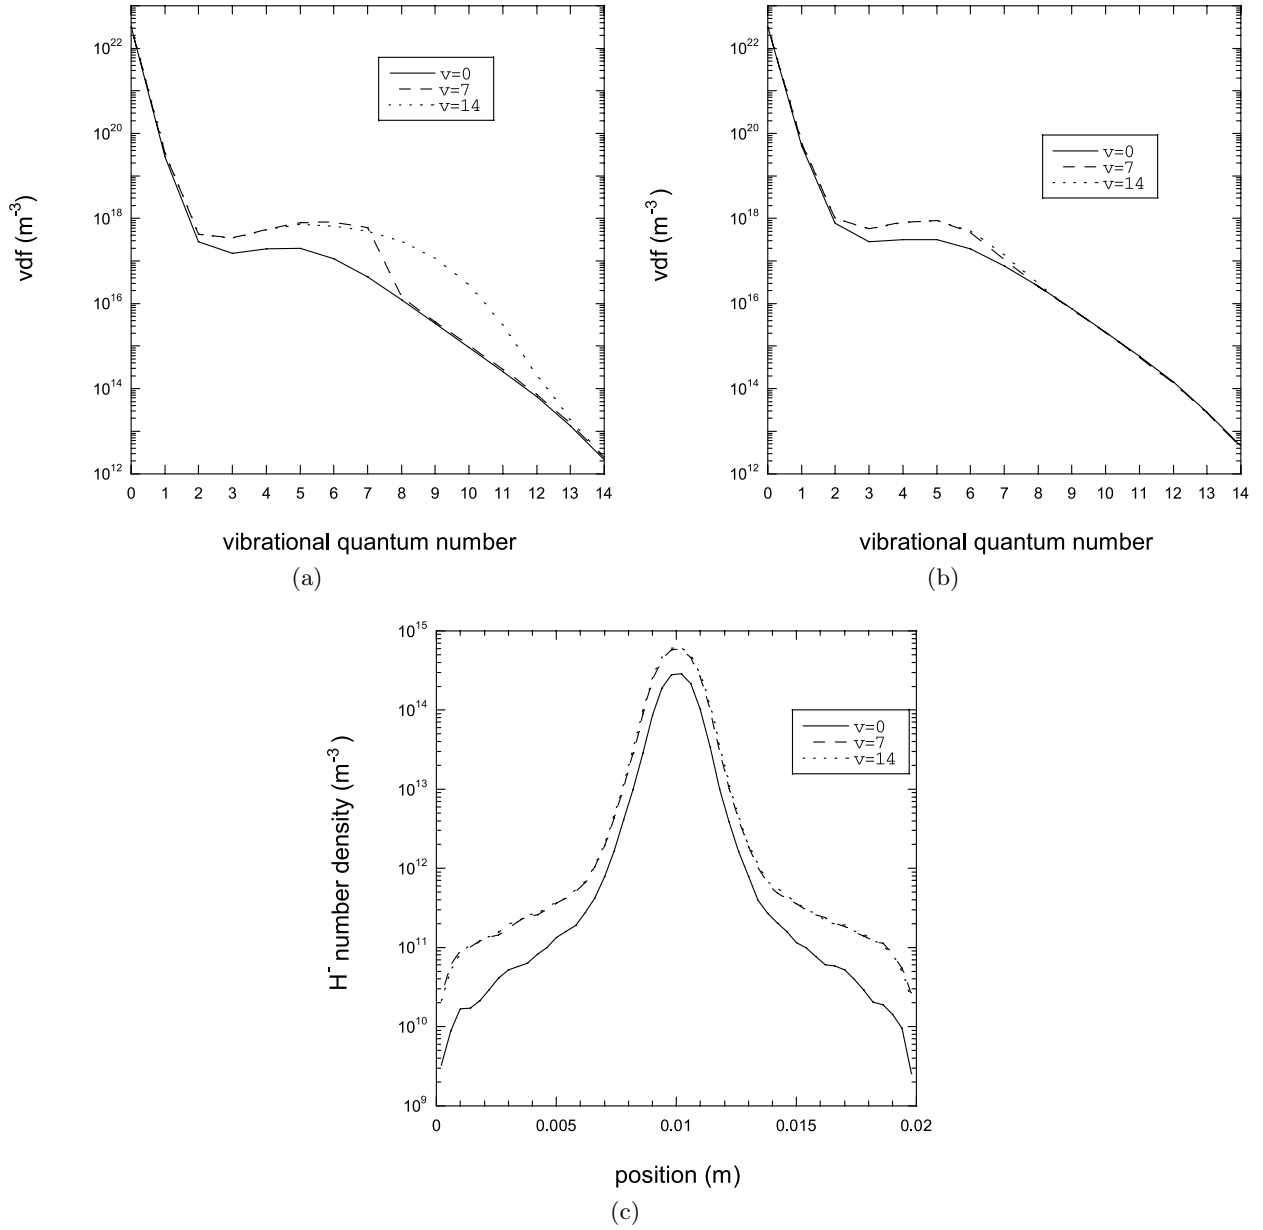 10^22
10^20
10^18
10^16
10^14
10^12
vdf (m^-3)
v=0
v=7
v=14
0 1 2 3 4 5 6 7 8 9 10 11 12 13 14
vibrational quantum number
(a)
10^22
10^20
10^18
10^16
10^14
10^12
vdf (m^-3)
v=0
v=7
v=14
0 1 2 3 4 5 6 7 8 9 10 11 12 13 14
vibrational quantum number
(b)
10^15
10^14
10^13
10^12
10^11
10^10
10^9
H^- number density (m^-3)
v=0
v=7
v=14
0 0.005 0.01 0.015 0.02
position (m)
(c)